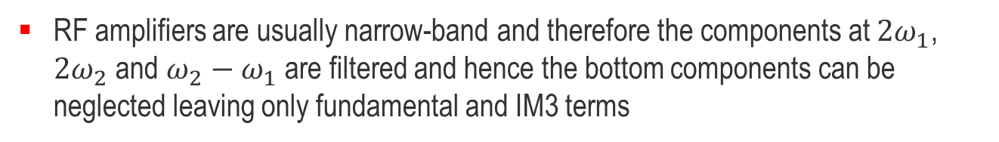 ▪ RF amplifiers are usually narrow-band and therefore the components at 2ω₁,
2ω₂ and ω₂ − ω₁ are filtered and hence the bottom components can be
neglected leaving only fundamental and IM3 terms